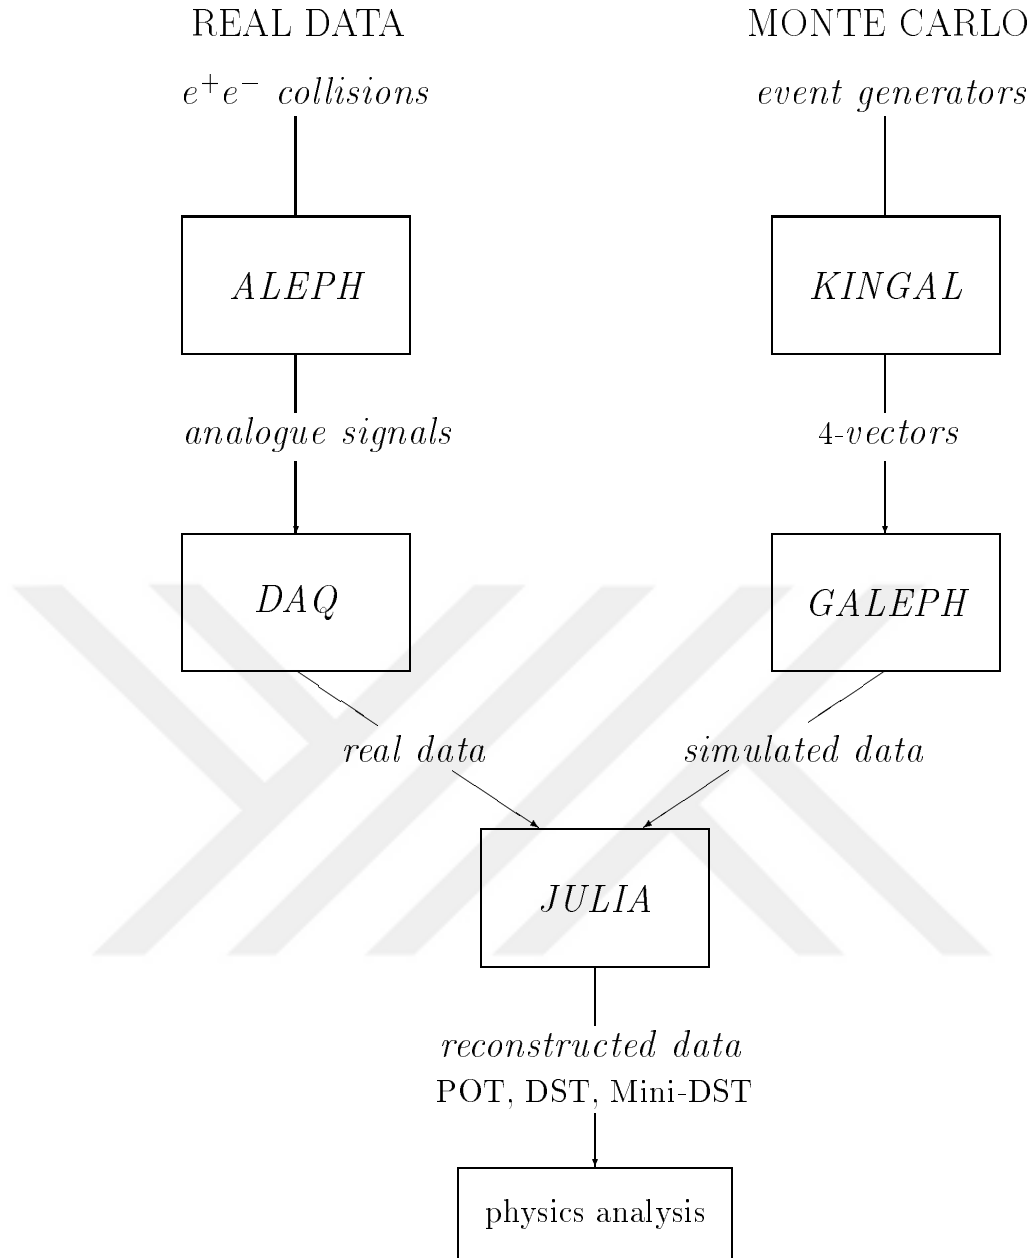 REAL DATA MONTE CARLO
e⁺e⁻ collisions event generators
ALEPH KINGAL
analogue signals 4-vectors
DAQ GALEPH
real data simulated data
JULIA
reconstructed data
POT, DST, Mini-DST
physics analysis